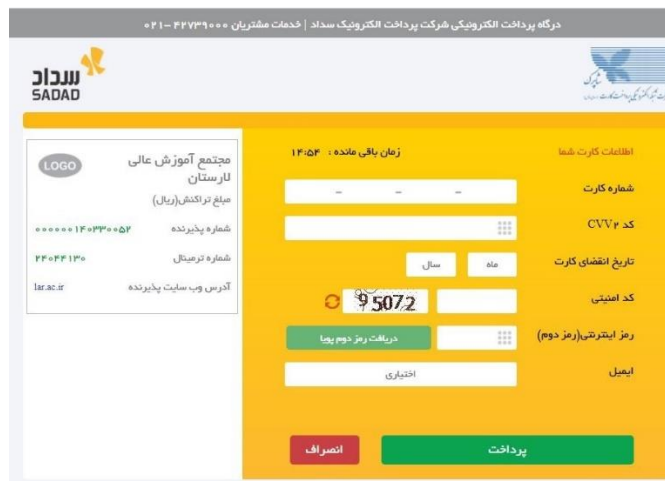 درگاه پرداخت الکترونیکی شرکت پرداخت الکترونیک سداد | خدمات مشتریان ۴۲۷۳۹۰۰۰ –۰۲۱
شاپرک
سداد
SADAD
اطلاعات کارت شما
زمان باقی مانده : ۱۴:۵۴
شماره کارت
– – –
کد CVV۲
تاریخ انقضای کارت
ماه
سال
کد امنیتی
95072
رمز اینترنتی(رمز دوم)
دریافت رمز دوم پویا
ایمیل
اختیاری
پرداخت
انصراف
مجتمع آموزش عالی
لارستان
LOGO
مبلغ تراکنش(ریال)
شماره پذیرنده ۰۰۰۰۰۰۱۴۰۳۳۰۰۵۲
شماره ترمینال ۲۴۰۴۴۱۳۰
آدرس وب سایت پذیرنده lar.ac.ir